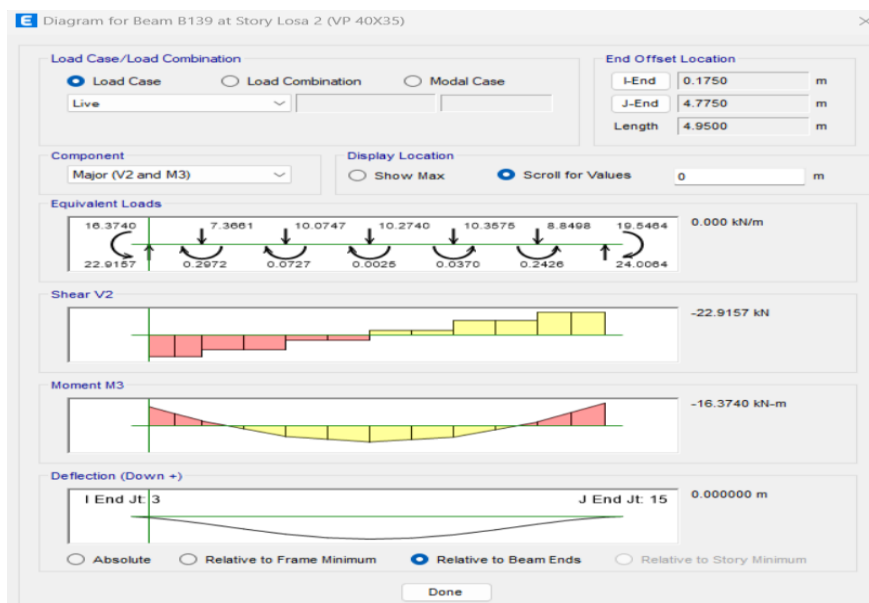 E Diagram for Beam B139 at Story Losa 2 (VP 40X35)
Load Case/Load Combination
Load Case Load Combination Modal Case
Live
End Offset Location
I-End 0.1750 m
J-End 4.7750 m
Length 4.9500 m
Component
Major (V2 and M3)
Display Location
Show Max Scroll for Values 0 m
Equivalent Loads
16.3740 7.3661 10.0747 10.2740 10.3575 8.8498 19.5464
22.9157 0.2972 0.0727 0.0025 0.0370 0.2426 24.0064
0.000 kN/m
Shear V2
-22.9157 kN
Moment M3
-16.3740 kN-m
Deflection (Down +)
I End Jt: 3 J End Jt: 15
0.000000 m
Absolute Relative to Frame Minimum Relative to Beam Ends Relative to Story Minimum
Done